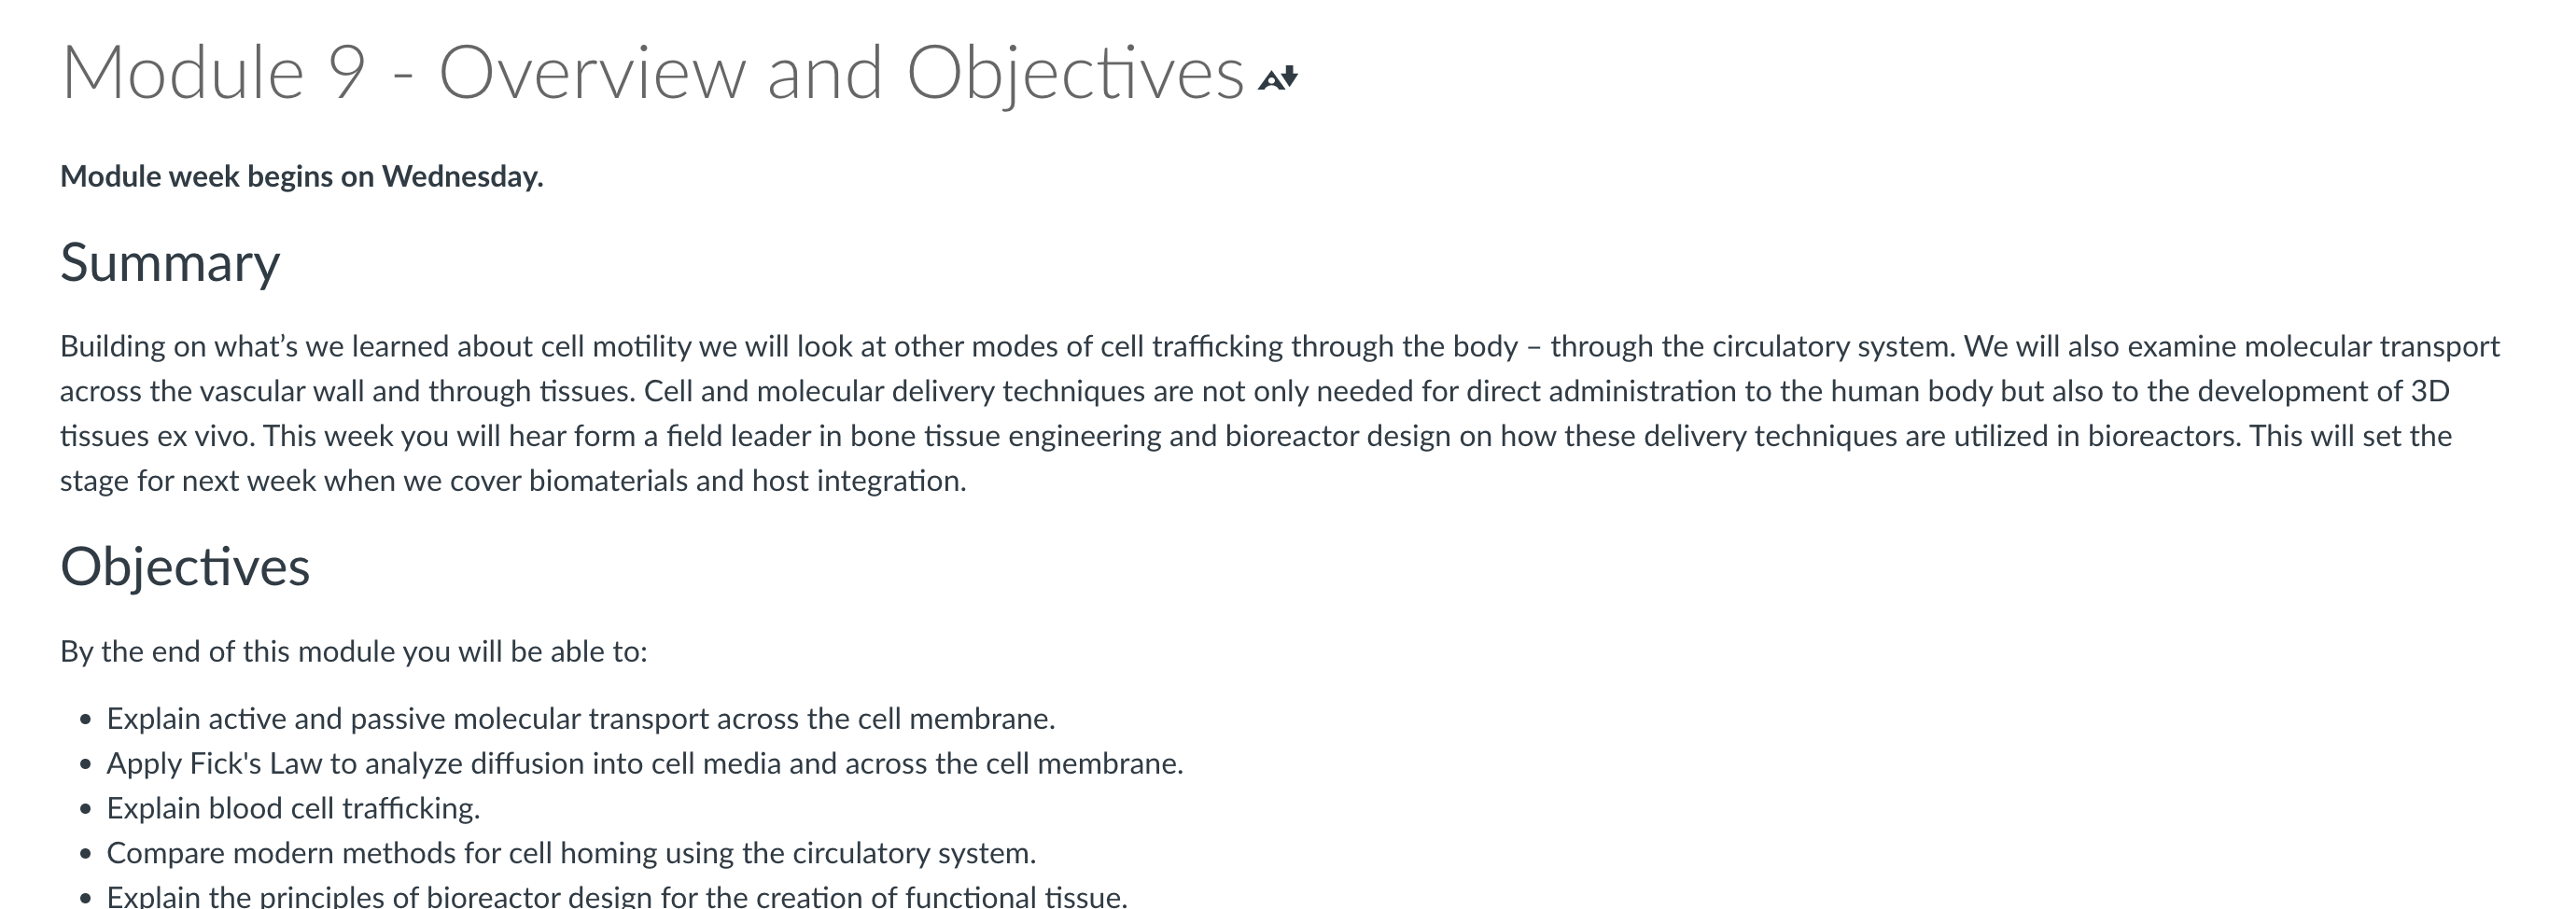 Module 9 - Overview and Objectives
Module week begins on Wednesday.
Summary
Building on what’s we learned about cell motility we will look at other modes of cell trafficking through the body – through the circulatory system. We will also examine molecular transport
across the vascular wall and through tissues. Cell and molecular delivery techniques are not only needed for direct administration to the human body but also to the development of 3D
tissues ex vivo. This week you will hear form a field leader in bone tissue engineering and bioreactor design on how these delivery techniques are utilized in bioreactors. This will set the
stage for next week when we cover biomaterials and host integration.
Objectives
By the end of this module you will be able to:
• Explain active and passive molecular transport across the cell membrane.
• Apply Fick's Law to analyze diffusion into cell media and across the cell membrane.
• Explain blood cell trafficking.
• Compare modern methods for cell homing using the circulatory system.
• Explain the principles of bioreactor design for the creation of functional tissue.